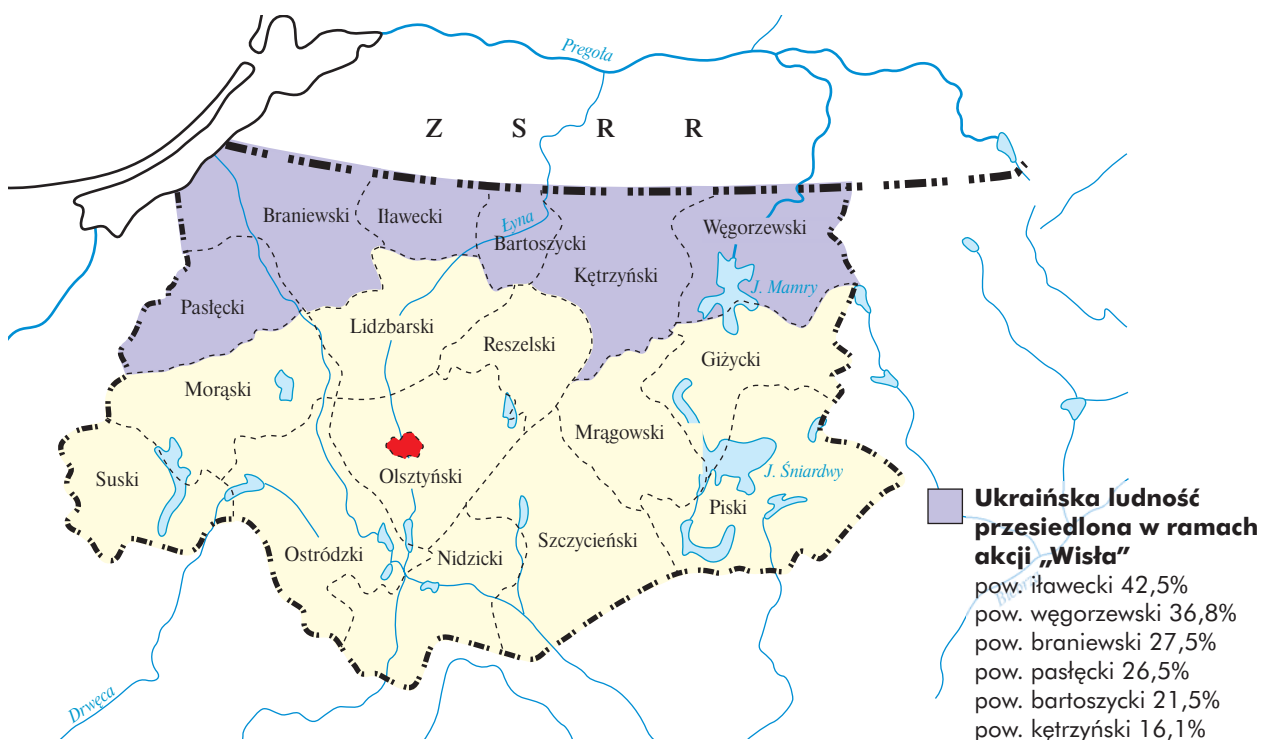 Pregoła
Z S R R
Braniewski
Iławecki
Łyna
Bartoszycki
Węgorzewski
Kętrzyński
J. Mamry
Pasłęcki
Lidzbarski
Reszelski
Giżycki
Morąski
Mrągowski
Suski
Olsztyński
J. Śniardwy
Piski
Ostródzki
Nidzicki
Szczycieński
Drwęca
Ukraińska ludność
przesiedlona w ramach
akcji „Wisła”
pow. iławecki 42,5%
pow. węgorzewski 36,8%
pow. braniewski 27,5%
pow. pasłęcki 26,5%
pow. bartoszycki 21,5%
pow. kętrzyński 16,1%